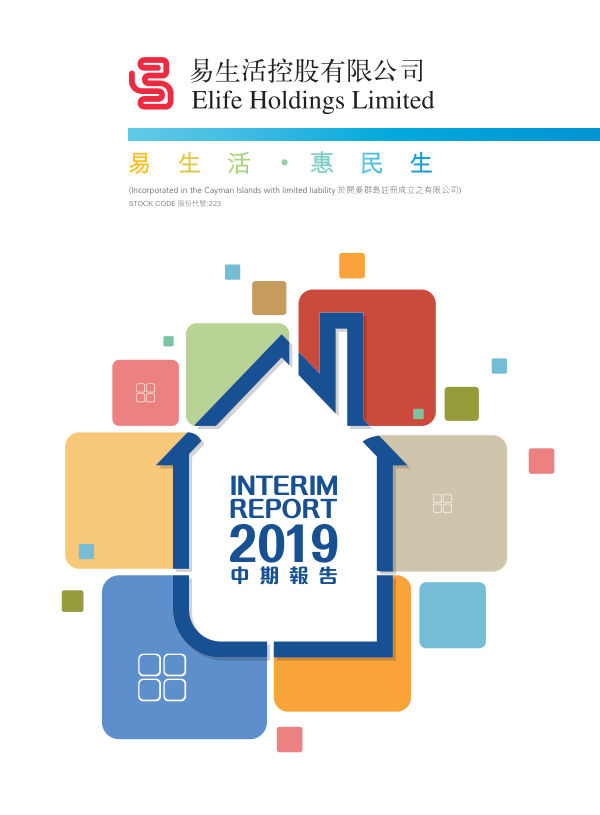 易生活控股有限公司
Elife Holdings Limited
易生活·惠民生
(Incorporated in the Cayman Islands with limited liability 於開曼群島註冊成立之有限公司)
STOCK CODE 股份代號:223
INTERIM
REPORT
2019
中期報告